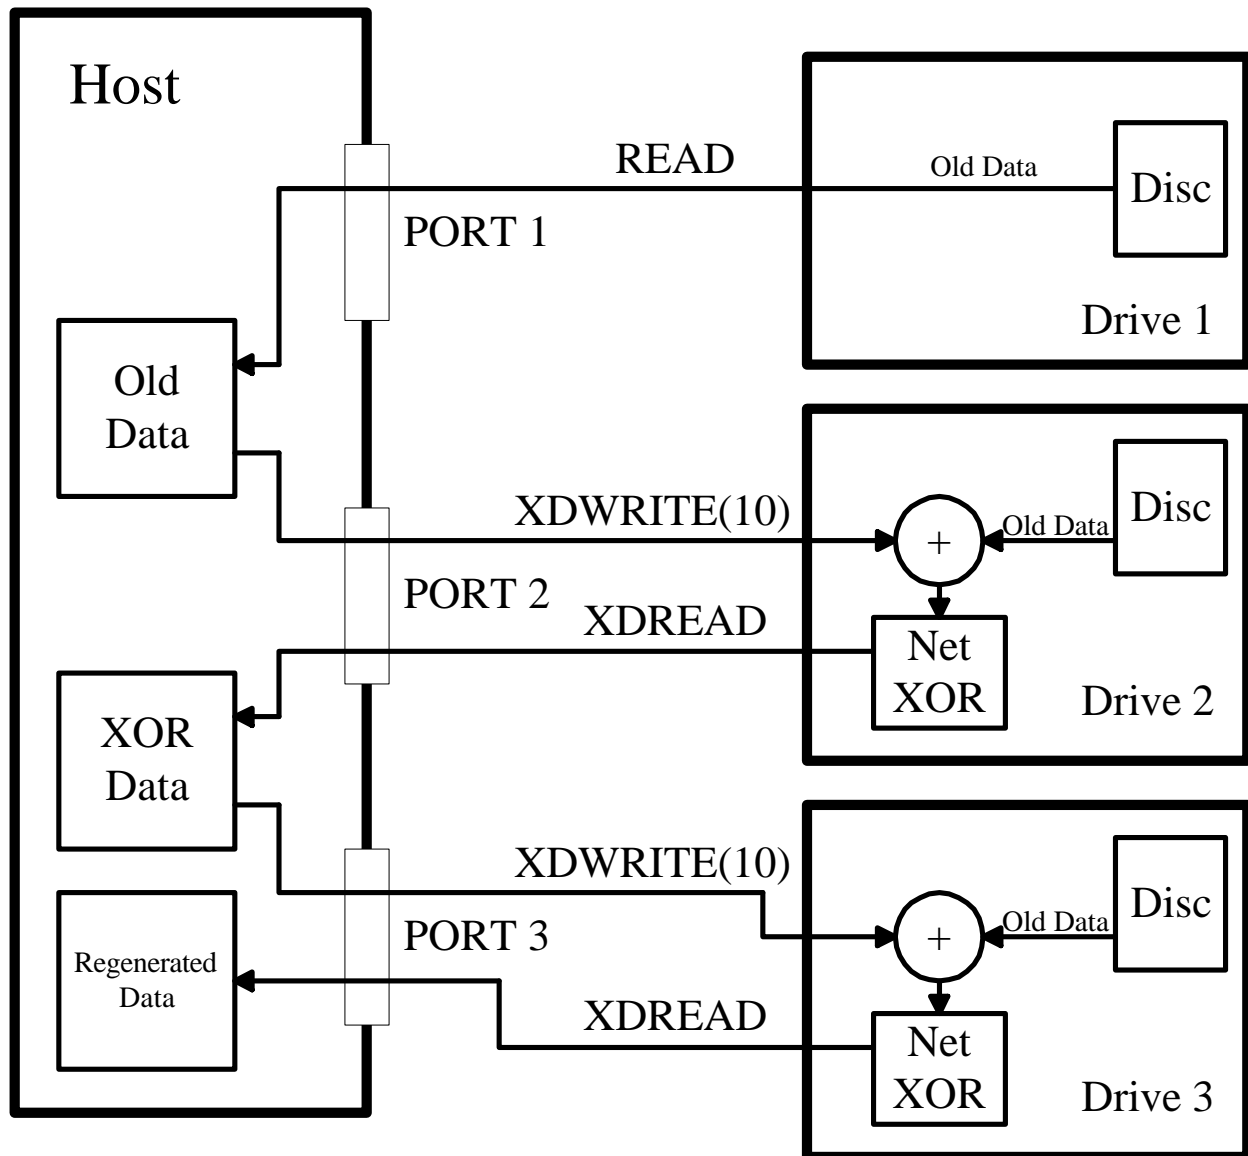 Host
READ
Old Data
Disc
PORT 1
Drive 1
Old
Data
XDWRITE(10)
Old Data
Disc
+
PORT 2
XDREAD
Net
XOR
Drive 2
XOR
Data
XDWRITE(10)
Old Data
Disc
+
PORT 3
Regenerated
Data
XDREAD
Net
XOR
Drive 3